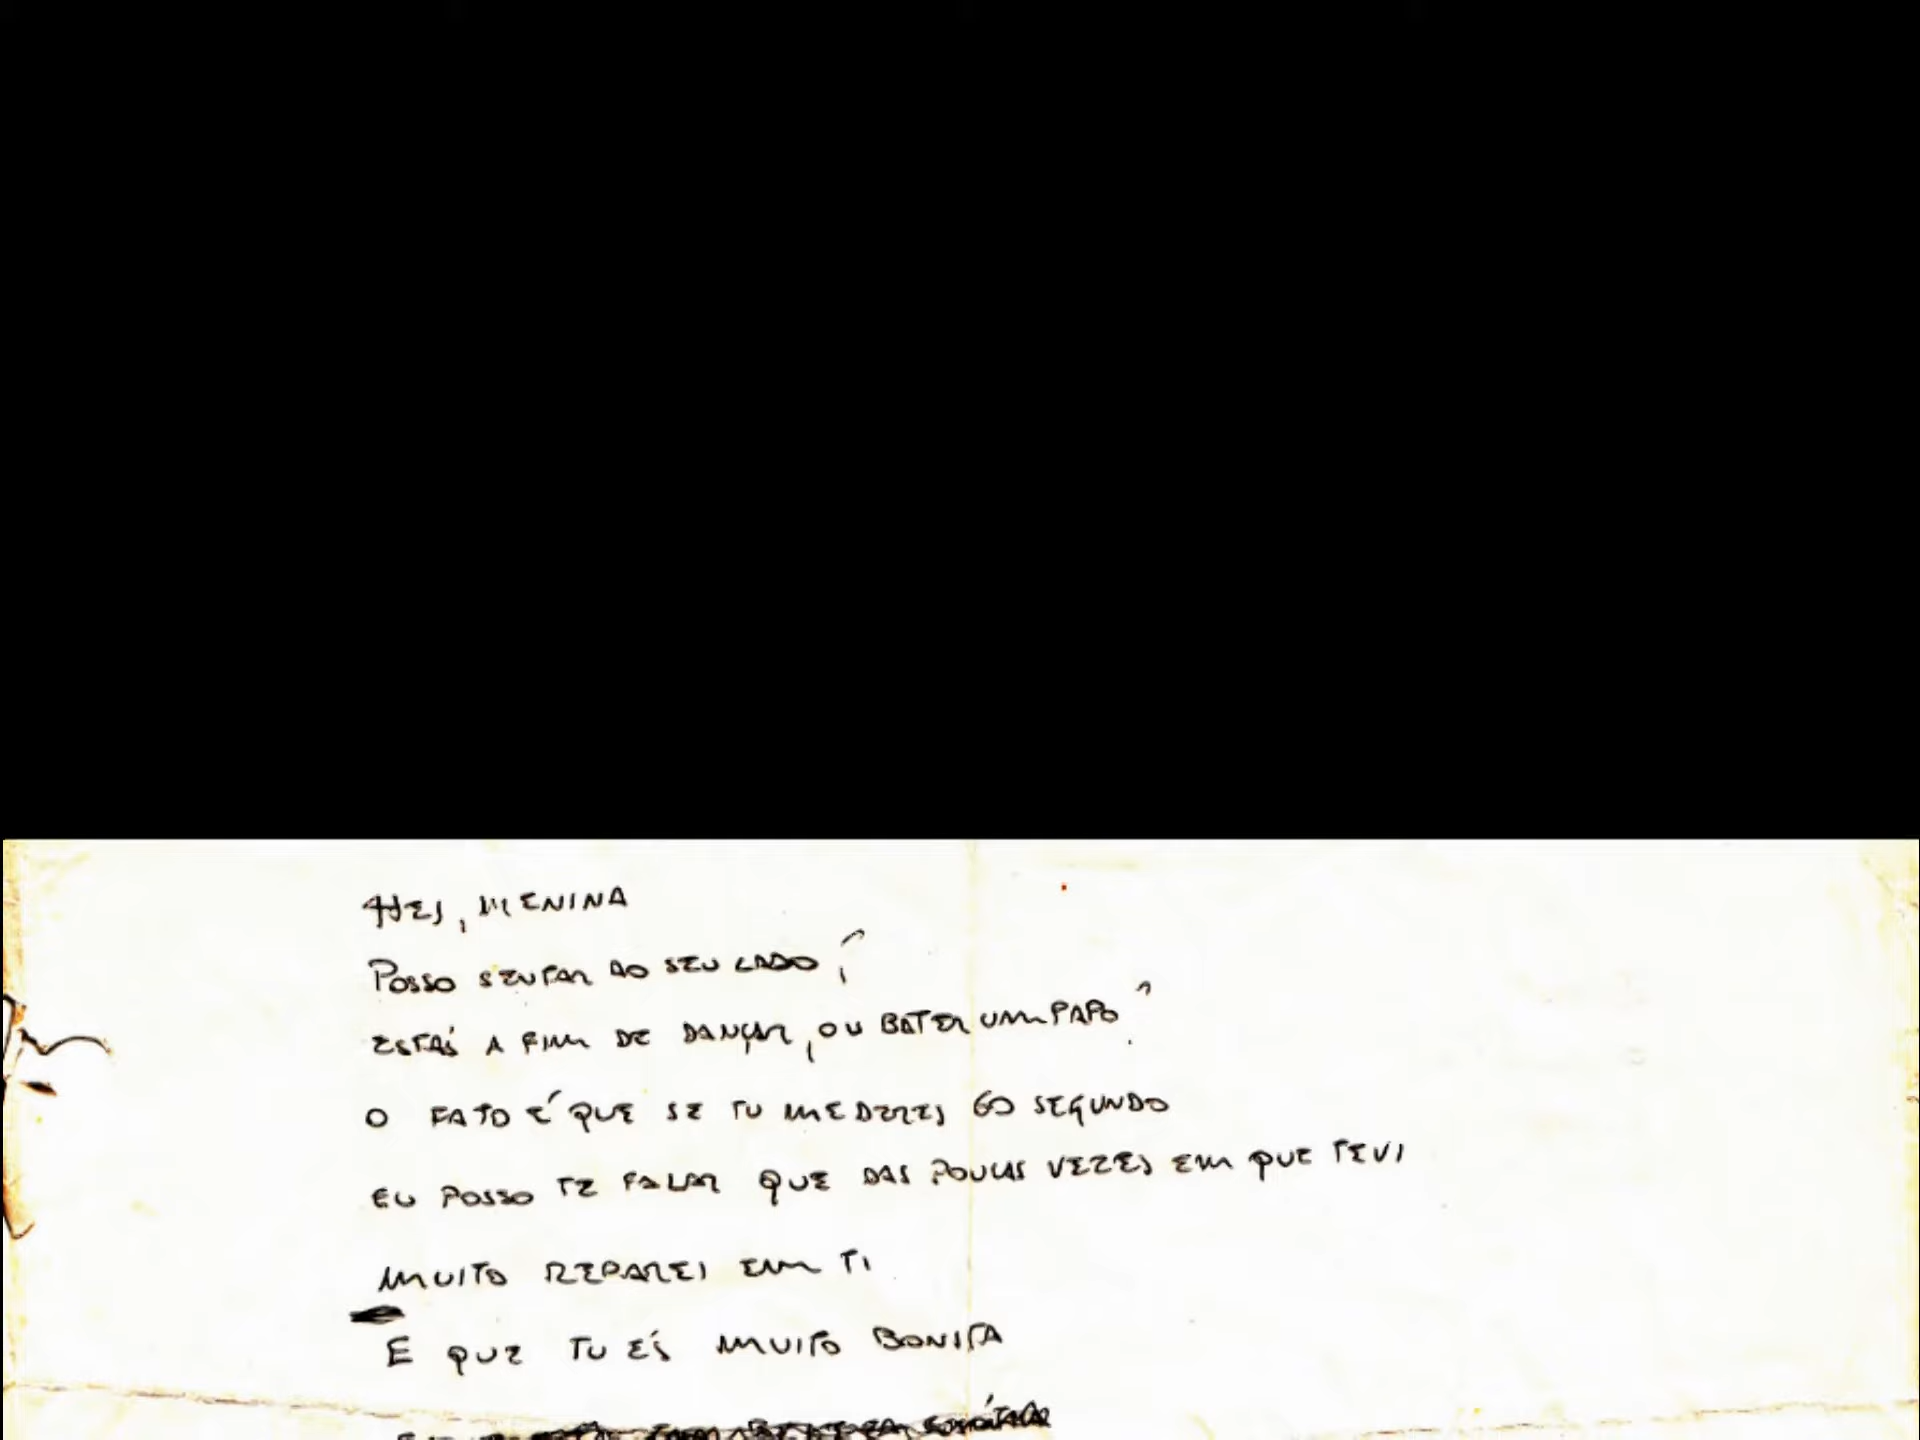 HEJ, MENINA
POSSO SENTAR AO SEU LADO?
ESTÁS A FIM DE DANÇAR, OU BATER UM PAPO?
O FATO É QUE SE TU ME DERES 60 SEGUNDO
EU POSSO TE FALAR QUE DAS POUCAS VEZES EM QUE TE VI
MUITO REPAREI EM TI
E QUE TU ÉS MUITO BONITA